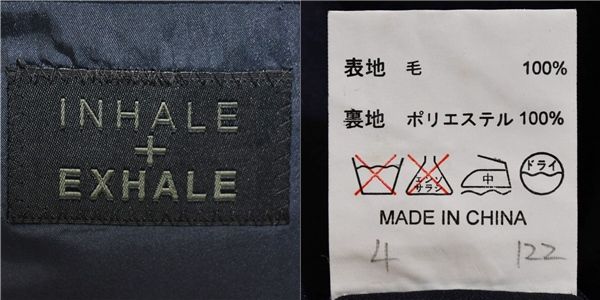 INHALE
+
EXHALE
表地 毛 100%
裏地 ポリエステル 100%
エンソ サラシ 中 ドライ
MADE IN CHINA
4 122